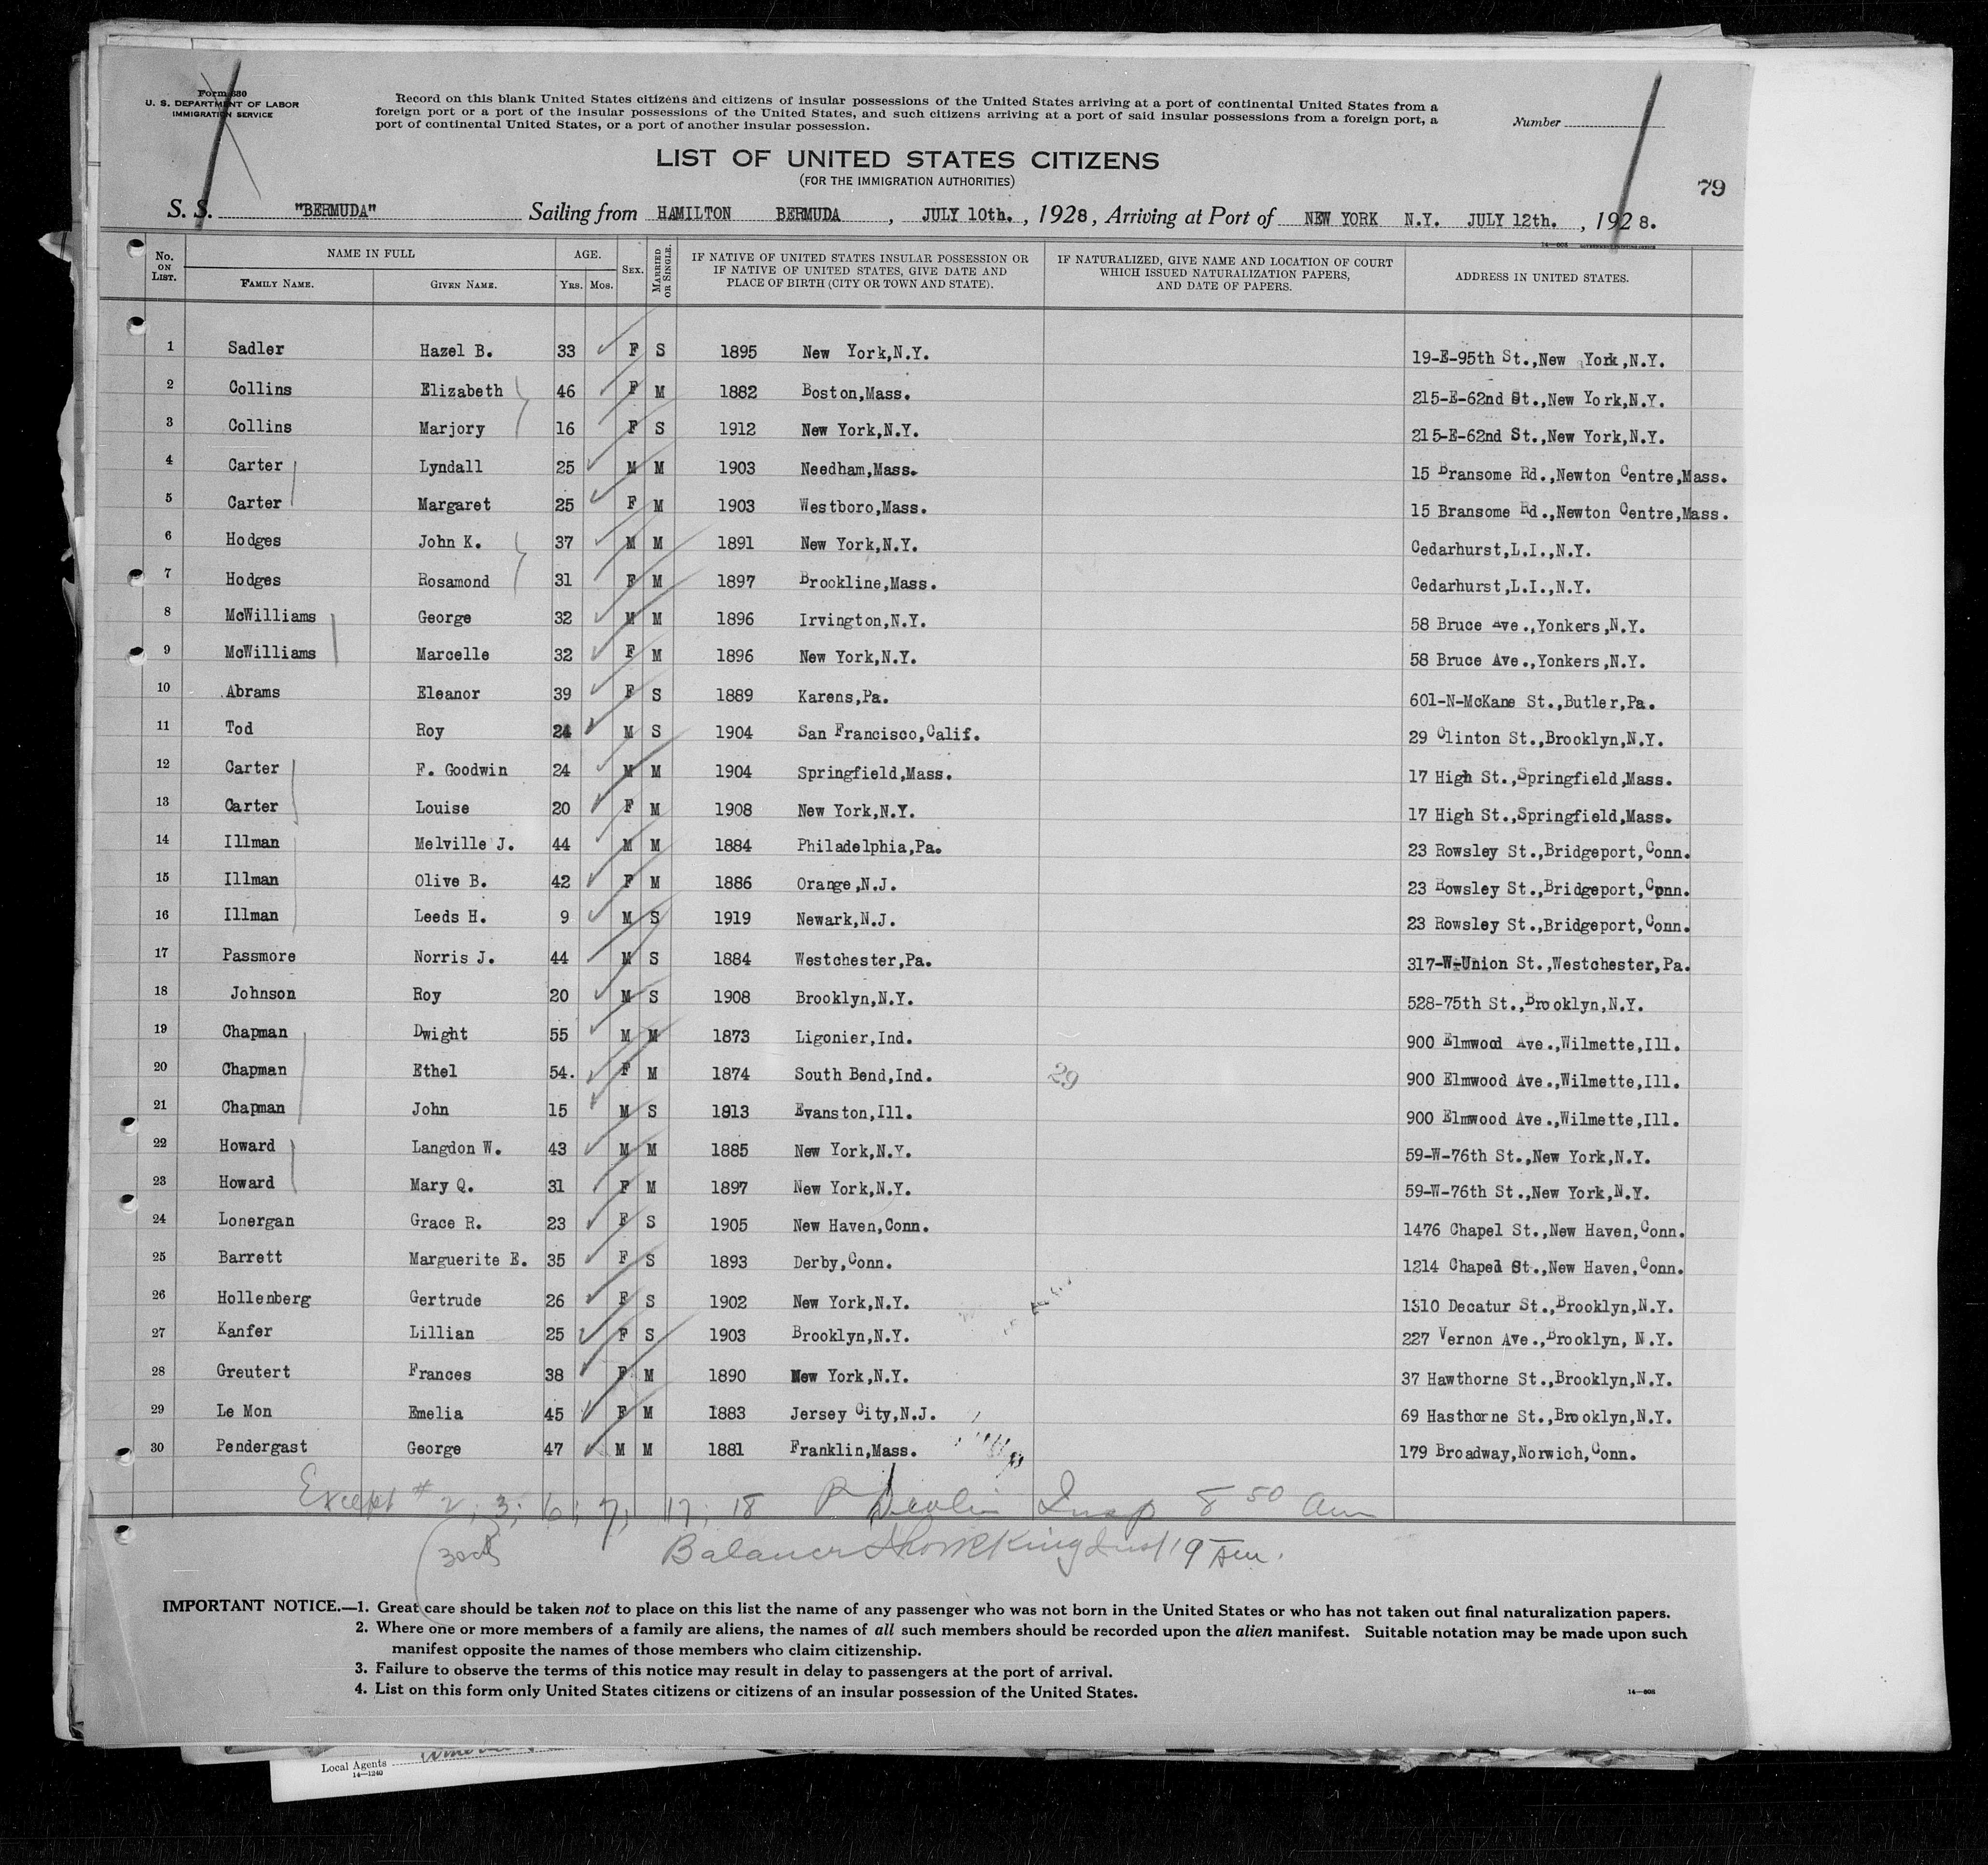 Form 630
U. S. DEPARTMENT OF LABOR
IMMIGRATION SERVICE
Record on this blank United States citizens and citizens of insular possessions of the United States arriving at a port of continental United States from a
foreign port or a port of the insular possessions of the United States, and such citizens arriving at a port of said insular possessions from a foreign port, a
port of continental United States, or a port of another insular possession.
Number
LIST OF UNITED STATES CITIZENS
(FOR THE IMMIGRATION AUTHORITIES)
79
S. S. "BERMUDA" Sailing from HAMILTON BERMUDA, JULY 10th., 1928, Arriving at Port of NEW YORK N.Y. JULY 12th., 1928.
No. ON LIST. NAME IN FULL FAMILY NAME. GIVEN NAME. AGE. YRS. MOS. SEX. MARRIED OR SINGLE. IF NATIVE OF UNITED STATES INSULAR POSSESSION OR IF NATIVE OF UNITED STATES, GIVE DATE AND PLACE OF BIRTH (CITY OR TOWN AND STATE). IF NATURALIZED, GIVE NAME AND LOCATION OF COURT WHICH ISSUED NATURALIZATION PAPERS, AND DATE OF PAPERS. ADDRESS IN UNITED STATES.
1 Sadler Hazel B. 33 F S 1895 New York,N.Y. 19-E-95th St.,New York,N.Y.
2 Collins Elizabeth 46 F M 1882 Boston,Mass. 215-E-62nd St.,New York,N.Y.
3 Collins Marjory 16 F S 1912 New York,N.Y. 215-E-62nd St.,New York,N.Y.
4 Carter Lyndall 25 M M 1903 Needham,Mass. 15 Bransome Rd.,Newton Centre,Mass.
5 Carter Margaret 25 F M 1903 Westboro,Mass. 15 Bransome Rd.,Newton Centre,Mass.
6 Hodges John K. 37 M M 1891 New York,N.Y. Cedarhurst,L.I.,N.Y.
7 Hodges Rosamond 31 F M 1897 Brookline,Mass. Cedarhurst,L.I.,N.Y.
8 McWilliams George 32 M M 1896 Irvington,N.Y. 58 Bruce Ave.,Yonkers,N.Y.
9 McWilliams Marcelle 32 F M 1896 New York,N.Y. 58 Bruce Ave.,Yonkers,N.Y.
10 Abrams Eleanor 39 F S 1889 Karens,Pa. 601-N-McKane St.,Butler,Pa.
11 Tod Roy 24 M S 1904 San Francisco,Calif. 29 Clinton St.,Brooklyn,N.Y.
12 Carter F. Goodwin 24 M M 1904 Springfield,Mass. 17 High St.,Springfield,Mass.
13 Carter Louise 20 F M 1908 New York,N.Y. 17 High St.,Springfield,Mass.
14 Illman Melville J. 44 M M 1884 Philadelphia,Pa. 23 Rowsley St.,Bridgeport,Conn.
15 Illman Olive B. 42 F M 1886 Orange,N.J. 23 Rowsley St.,Bridgeport,Conn.
16 Illman Leeds H. 9 M S 1919 Newark,N.J. 23 Rowsley St.,Bridgeport,Conn.
17 Passmore Norris J. 44 M S 1884 Westchester,Pa. 317-W-Union St.,Westchester,Pa.
18 Johnson Roy 20 M S 1908 Brooklyn,N.Y. 528-75th St.,Brooklyn,N.Y.
19 Chapman Dwight 55 M M 1873 Ligonier,Ind. 900 Elmwood Ave.,Wilmette,Ill.
20 Chapman Ethel 54. F M 1874 South Bend,Ind. 29 900 Elmwood Ave.,Wilmette,Ill.
21 Chapman John 15 M S 1913 Evanston,Ill. 900 Elmwood Ave.,Wilmette,Ill.
22 Howard Langdon W. 43 M M 1885 New York,N.Y. 59-W-76th St.,New York,N.Y.
23 Howard Mary Q. 31 F M 1897 New York,N.Y. 59-W-76th St.,New York,N.Y.
24 Lonergan Grace R. 23 F S 1905 New Haven,Conn. 1476 Chapel St.,New Haven,Conn.
25 Barrett Marguerite E. 35 F S 1893 Derby,Conn. 1214 Chapel St.,New Haven,Conn.
26 Hollenberg Gertrude 26 F S 1902 New York,N.Y. 1310 Decatur St.,Brooklyn,N.Y.
27 Kanfer Lillian 25 F S 1903 Brooklyn,N.Y. 227 Vernon Ave.,Brooklyn, N.Y.
28 Greutert Frances 38 F M 1890 New York,N.Y. 37 Hawthorne St.,Brooklyn,N.Y.
29 Le Mon Emelia 45 F M 1883 Jersey City,N.J. 69 Hasthorne St.,Brooklyn,N.Y.
30 Pendergast George 47 M M 1881 Franklin,Mass. 179 Broadway,Norwich,Conn.
Except # 2; 3; 6; 7; 17; 18 P Devlin Insp 8 50 am
Balance King Insp 9 Am.
IMPORTANT NOTICE.—1. Great care should be taken not to place on this list the name of any passenger who was not born in the United States or who has not taken out final naturalization papers.
2. Where one or more members of a family are aliens, the names of all such members should be recorded upon the alien manifest. Suitable notation may be made upon such
manifest opposite the names of those members who claim citizenship.
3. Failure to observe the terms of this notice may result in delay to passengers at the port of arrival.
4. List on this form only United States citizens or citizens of an insular possession of the United States.
14—808
Local Agents
14—1240